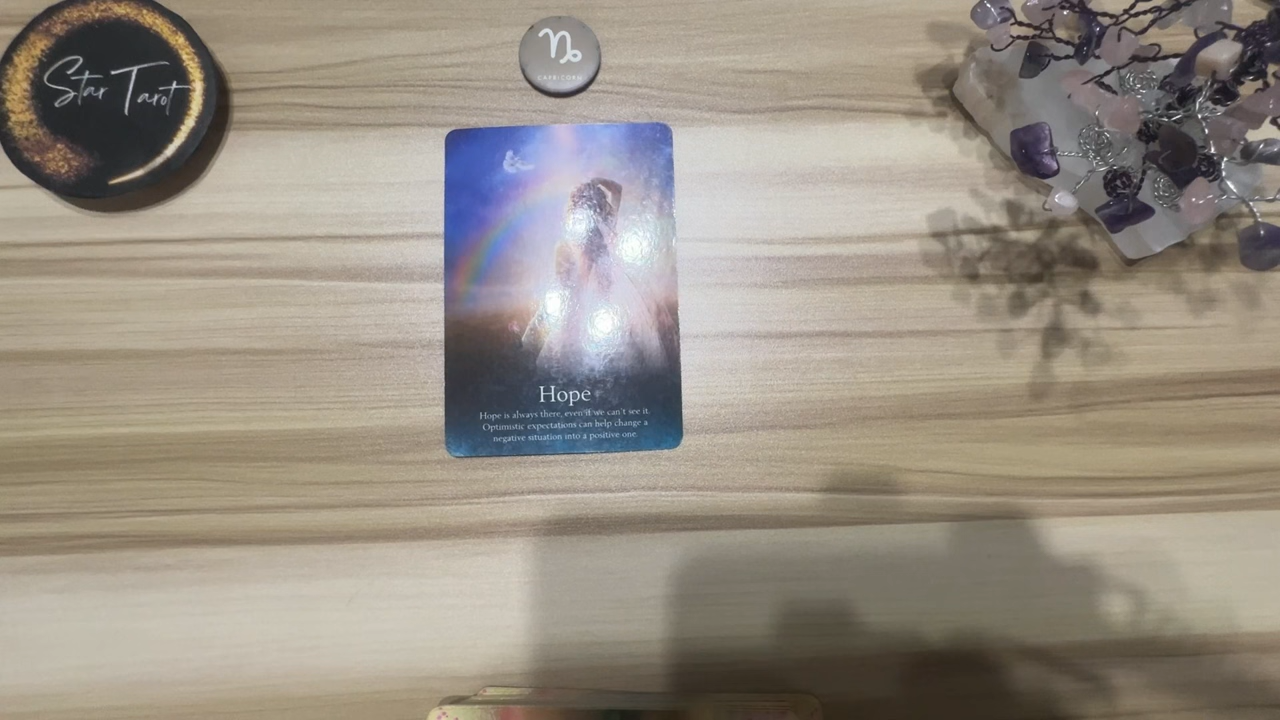 Star Tarot
CAPRICORN
Hope
Hope is always there, even if we can't see it.
Optimistic expectations can help change a
negative situation into a positive one.